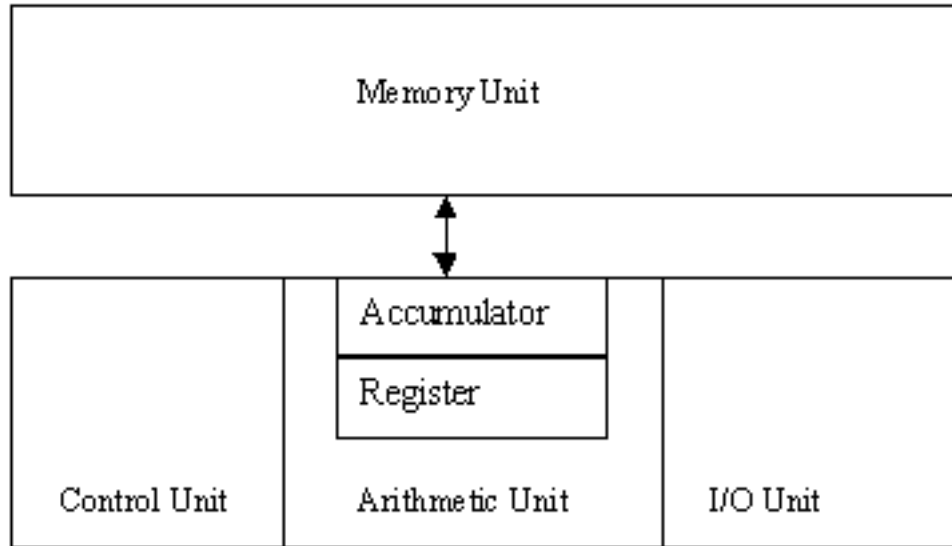 Memory Unit
Accumulator
Register
Control Unit
Arithmetic Unit
I/O Unit